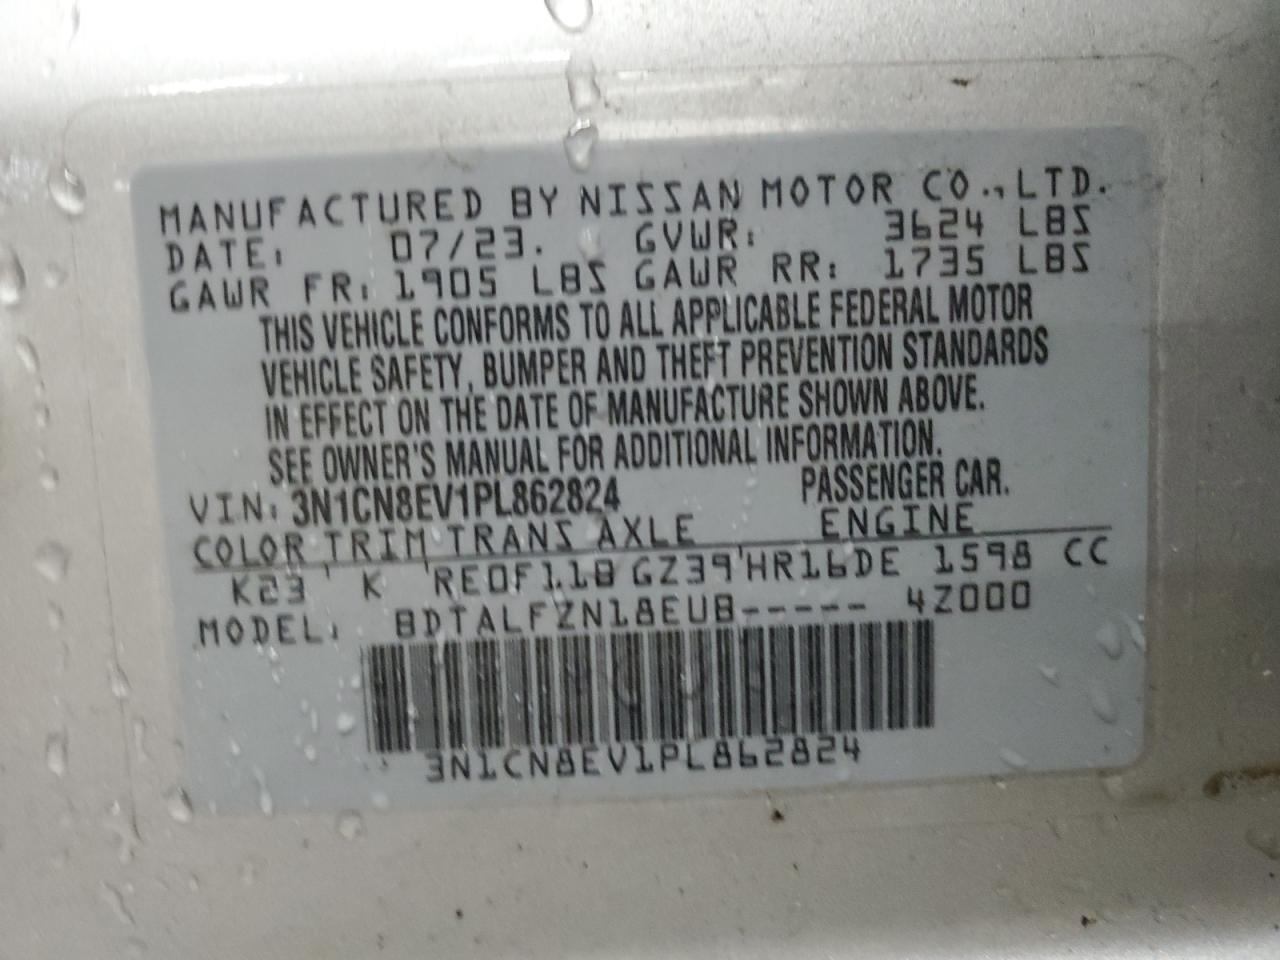 MANUFACTURED BY NISSAN MOTOR CO.,LTD.
DATE: 07/23. GVWR: 3624 LBS
GAWR FR: 1905 LBS GAWR RR: 1735 LBS
THIS VEHICLE CONFORMS TO ALL APPLICABLE FEDERAL MOTOR
VEHICLE SAFETY, BUMPER AND THEFT PREVENTION STANDARDS
IN EFFECT ON THE DATE OF MANUFACTURE SHOWN ABOVE.
SEE OWNER'S MANUAL FOR ADDITIONAL INFORMATION.
VIN: 3N1CN8EV1PL862824 PASSENGER CAR.
COLOR TRIM TRANS AXLE ENGINE
K23 K RE0F11B GZ39 HR16DE 1598 CC
MODEL: BDTALFZN18EUB----- 4Z000
3N1CN8EV1PL862824